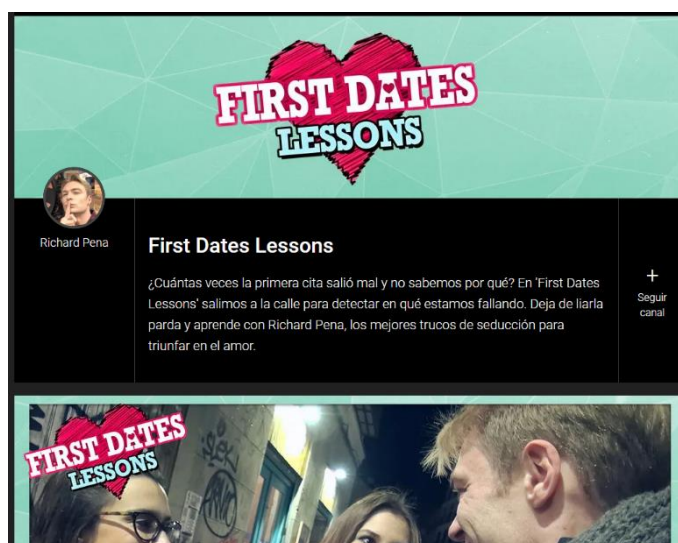 FIRST DATES
LESSONS
Richard Pena
First Dates Lessons
¿Cuántas veces la primera cita salió mal y no sabemos por qué? En 'First Dates
Lessons' salimos a la calle para detectar en qué estamos fallando. Deja de liarla
parda y aprende con Richard Pena, los mejores trucos de seducción para
triunfar en el amor.
+
Seguir
canal
FIRST DATES
LESSONS